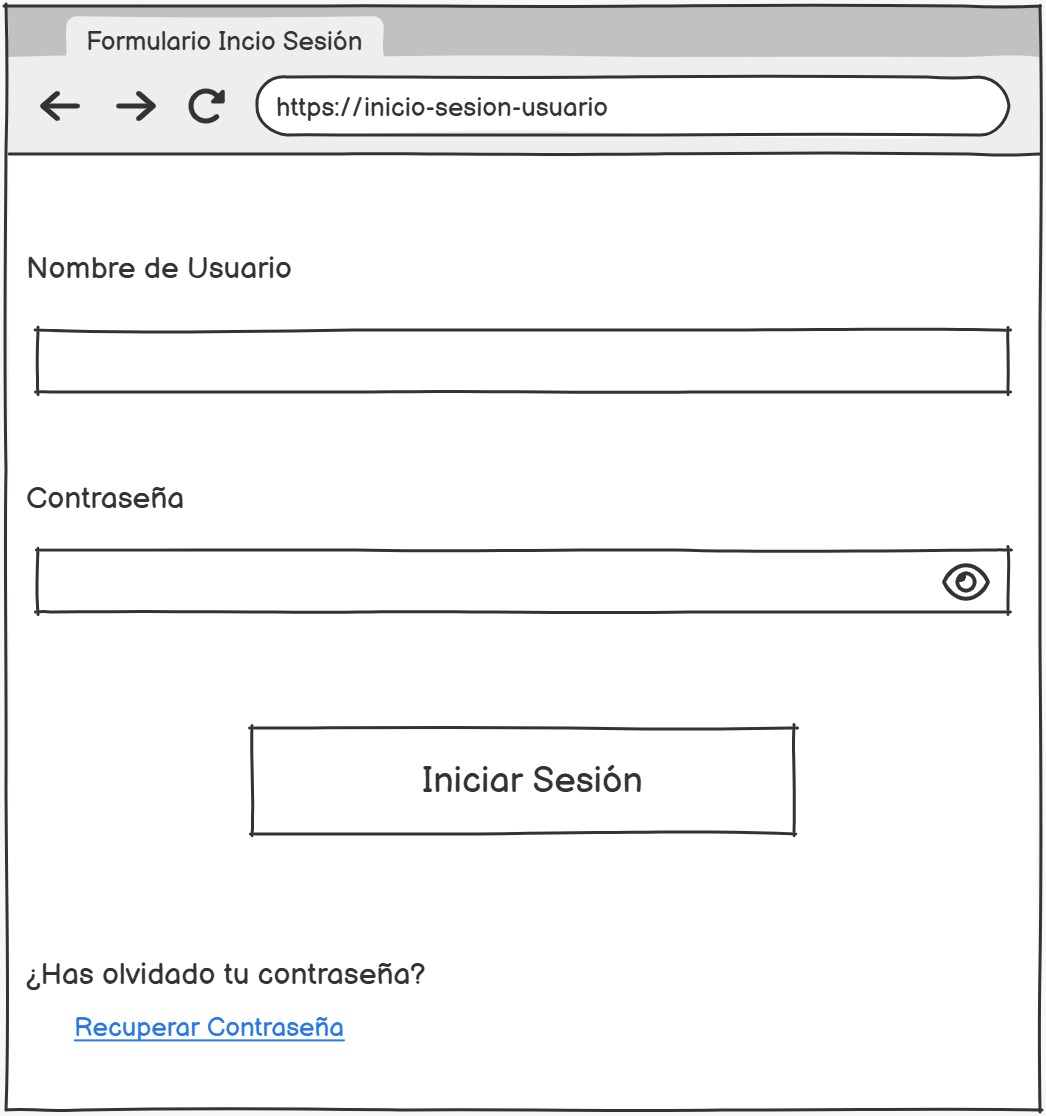 Formulario Incio Sesión
https://inicio-sesion-usuario
Nombre de Usuario
Contraseña
Iniciar Sesión
¿Has olvidado tu contraseña?
Recuperar Contraseña